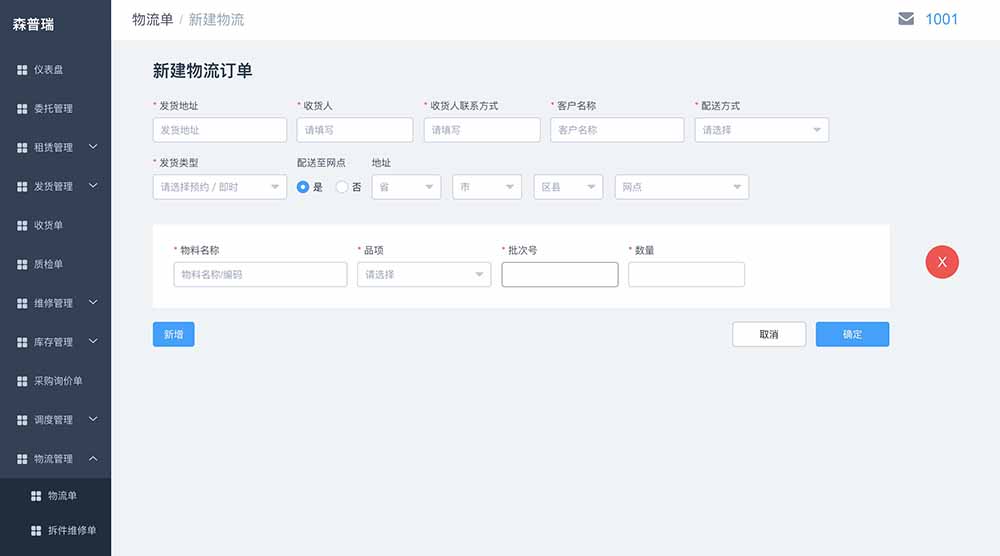 森普瑞
物流单 / 新建物流
1001
仪表盘
委托管理
租赁管理
发货管理
收货单
质检单
维修管理
库存管理
采购询价单
调度管理
物流管理
物流单
拆件维修单
新建物流订单
* 发货地址 * 收货人 * 收货人联系方式 * 客户名称 * 配送方式
发货地址 请填写 请填写 客户名称 请选择
* 发货类型 配送至网点 地址
请选择预约 / 即时 是 否 省 市 区县 网点
* 物料名称 * 品项 * 批次号 * 数量
物料名称/编码 请选择
X
新增 取消 确定